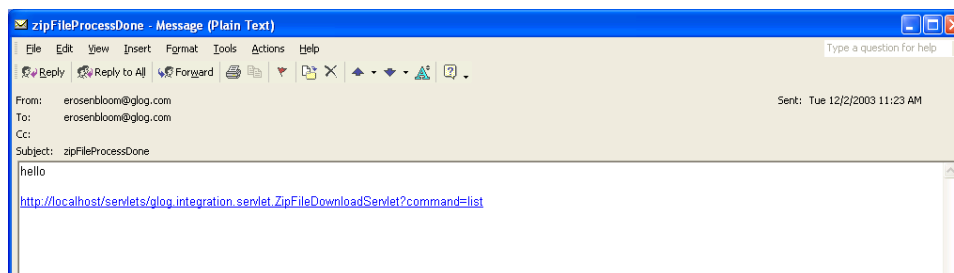 zipFileProcessDone - Message (Plain Text)
File Edit View Insert Format Tools Actions Help Type a question for help
Reply Reply to All Forward
From: erosenbloom@glog.com Sent: Tue 12/2/2003 11:23 AM
To: erosenbloom@glog.com
Cc:
Subject: zipFileProcessDone
hello
http://localhost/servlets/glog.integration.servlet.ZipFileDownloadServlet?command=list